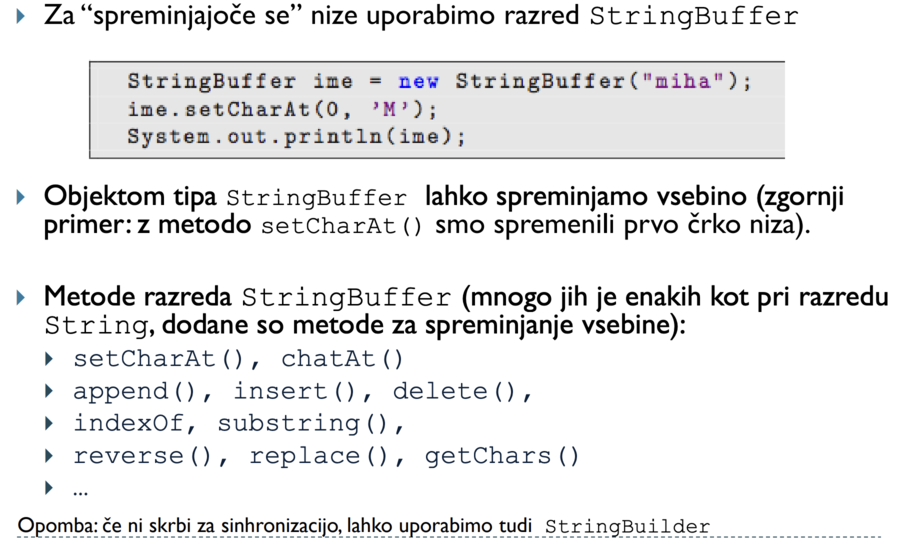 Za “spreminjajoče se” nize uporabimo razred StringBuffer
StringBuffer ime = new StringBuffer("miha");
ime.setCharAt(0, ’M’);
System.out.println(ime);
Objektom tipa StringBuffer lahko spreminjamo vsebino (zgornji
primer: z metodo setCharAt() smo spremenili prvo črko niza).
Metode razreda StringBuffer (mnogo jih je enakih kot pri razredu
String, dodane so metode za spreminjanje vsebine):
setCharAt(), chatAt()
append(), insert(), delete(),
indexOf, substring(),
reverse(), replace(), getChars()
...
Opomba: če ni skrbi za sinhronizacijo, lahko uporabimo tudi StringBuilder